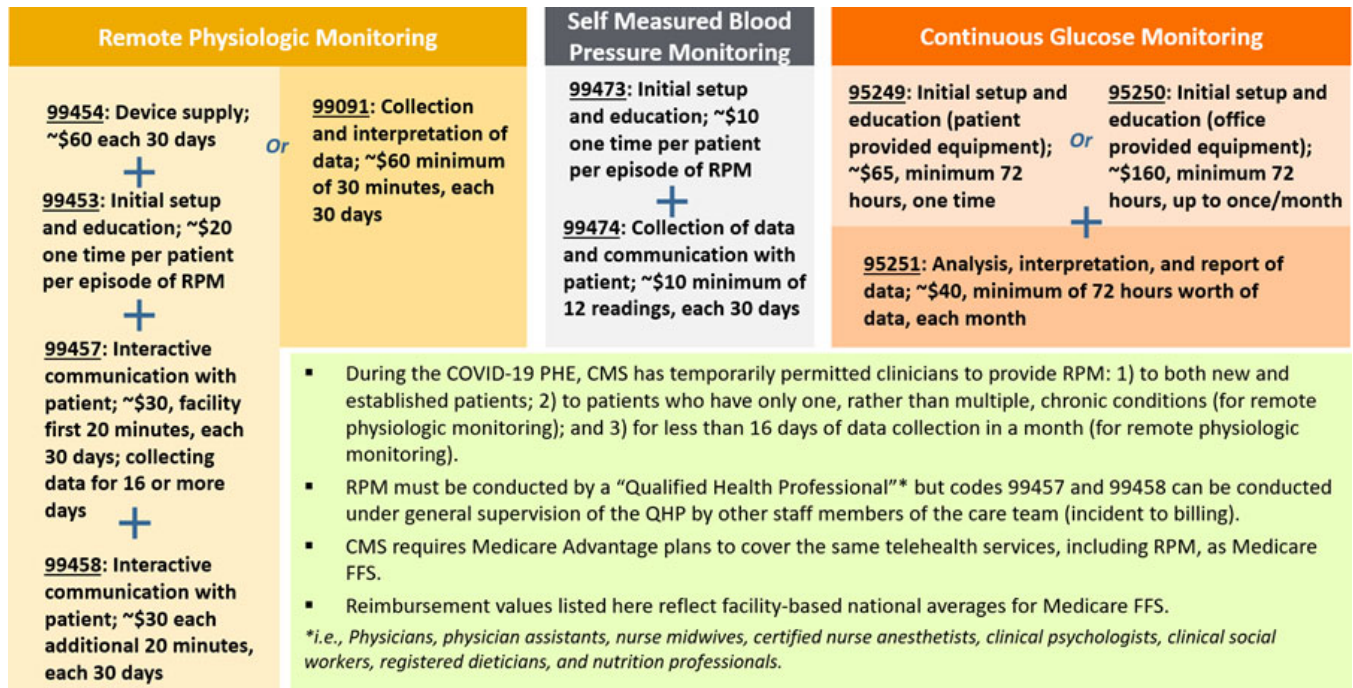 Remote Physiologic Monitoring
99454: Device supply;
~$60 each 30 days
+
99453: Initial setup
and education; ~$20
one time per patient
per episode of RPM
+
99457: Interactive
communication with
patient; ~$30, facility
first 20 minutes, each
30 days; collecting
data for 16 or more
days
+
99458: Interactive
communication with
patient; ~$30 each
additional 20 minutes,
each 30 days
Or
99091: Collection
and interpretation of
data; ~$60 minimum
of 30 minutes, each
30 days
Self Measured Blood
Pressure Monitoring
99473: Initial setup
and education; ~$10
one time per patient
per episode of RPM
+
99474: Collection of data
and communication with
patient; ~$10 minimum of
12 readings, each 30 days
Continuous Glucose Monitoring
95249: Initial setup and
education (patient
provided equipment);
~$65, minimum 72
hours, one time
Or
95250: Initial setup and
education (office
provided equipment);
~$160, minimum 72
hours, up to once/month
+
95251: Analysis, interpretation, and report of
data; ~$40, minimum of 72 hours worth of
data, each month
▪ During the COVID-19 PHE, CMS has temporarily permitted clinicians to provide RPM: 1) to both new and
established patients; 2) to patients who have only one, rather than multiple, chronic conditions (for remote
physiologic monitoring); and 3) for less than 16 days of data collection in a month (for remote physiologic
monitoring).
▪ RPM must be conducted by a “Qualified Health Professional”* but codes 99457 and 99458 can be conducted
under general supervision of the QHP by other staff members of the care team (incident to billing).
▪ CMS requires Medicare Advantage plans to cover the same telehealth services, including RPM, as Medicare
FFS.
▪ Reimbursement values listed here reflect facility-based national averages for Medicare FFS.
*i.e., Physicians, physician assistants, nurse midwives, certified nurse anesthetists, clinical psychologists, clinical social
workers, registered dieticians, and nutrition professionals.